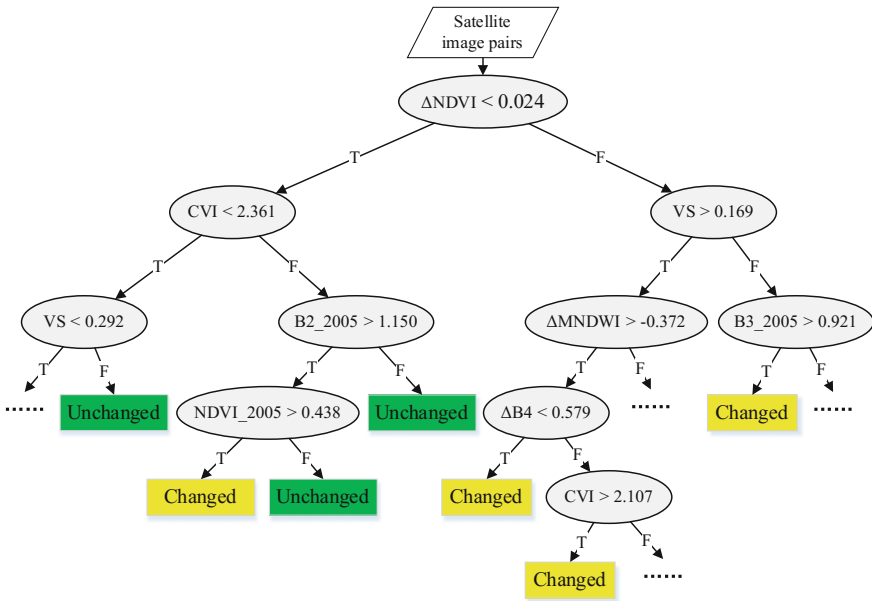 Satellite
image pairs
ΔNDVI < 0.024
T
F
CVI < 2.361
VS > 0.169
T
F
T
F
VS < 0.292
B2_2005 > 1.150
ΔMNDWI > -0.372
B3_2005 > 0.921
T
F
T
F
T
F
T
F
......
Unchanged
NDVI_2005 > 0.438
Unchanged
ΔB4 < 0.579
......
Changed
......
T
F
T
F
Changed
Unchanged
Changed
CVI > 2.107
T
F
Changed
......